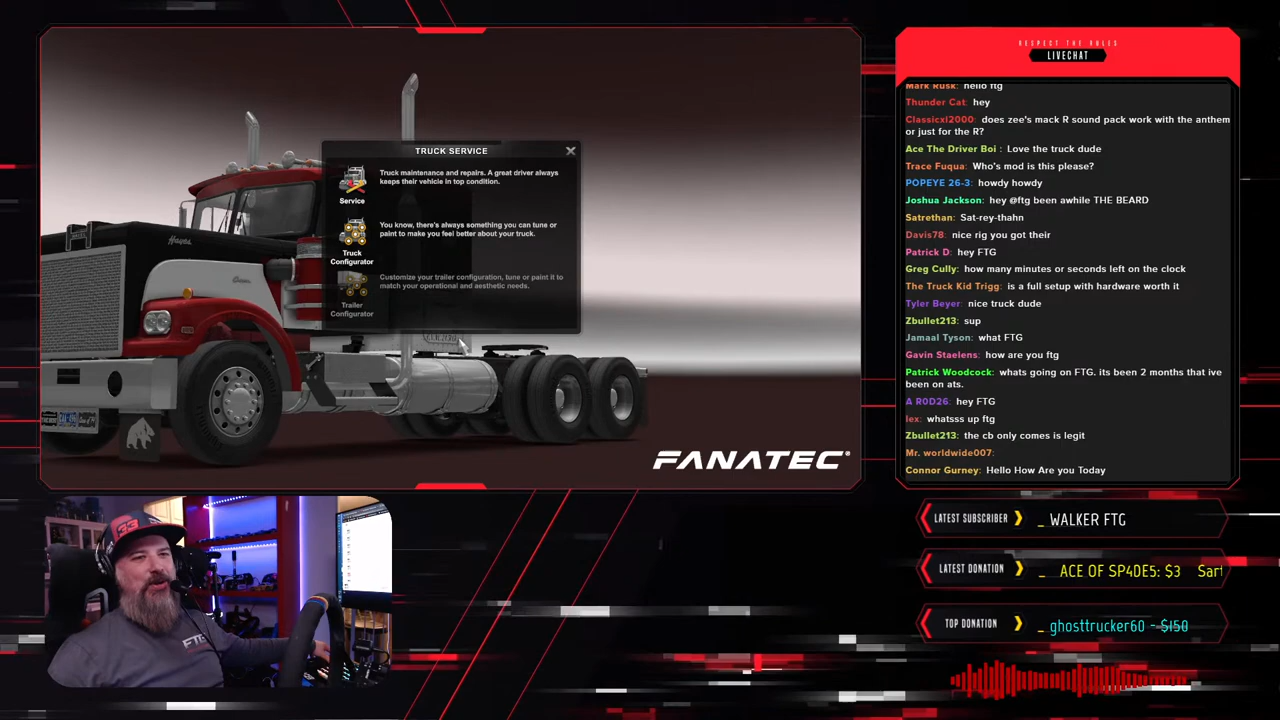 RESPECT THE RULES
LIVECHAT
TRUCK SERVICE
Truck maintenance and repairs. A great driver always
keeps their vehicle in top condition.
Service
You know, there's always something you can tune or
paint to make you feel better about your truck.
Truck
Configurator
Customize your trailer configuration, tune or paint it to
match your operational and aesthetic needs.
Trailer
Configurator
Hayes
FANATEC®
Mark Rusk: hello ftg
Thunder Cat: hey
Classicxl2000: does zee's mack R sound pack work with the anthem
or just for the R?
Ace The Driver Boi : Love the truck dude
Trace Fuqua: Who's mod is this please?
POPEYE 26-3: howdy howdy
Joshua Jackson: hey @ftg been awhile THE BEARD
Satrethan: Sat-rey-thahn
Davis78: nice rig you got their
Patrick D: hey FTG
Greg Cully: how many minutes or seconds left on the clock
The Truck Kid Trigg: is a full setup with hardware worth it
Tyler Beyer: nice truck dude
Zbullet213: sup
Jamaal Tyson: what FTG
Gavin Staelens: how are you ftg
Patrick Woodcock: whats going on FTG. its been 2 months that ive
been on ats.
A R0D26: hey FTG
lex: whatsss up ftg
Zbullet213: the cb only comes is legit
Mr. worldwide007:
Connor Gurney: Hello How Are you Today
LATEST SUBSCRIBER
_ WALKER FTG
LATEST DONATION
_ ACE OF SP4DE5: $3 Sart
TOP DONATION
_ ghosttrucker60 - $150
33
FTG